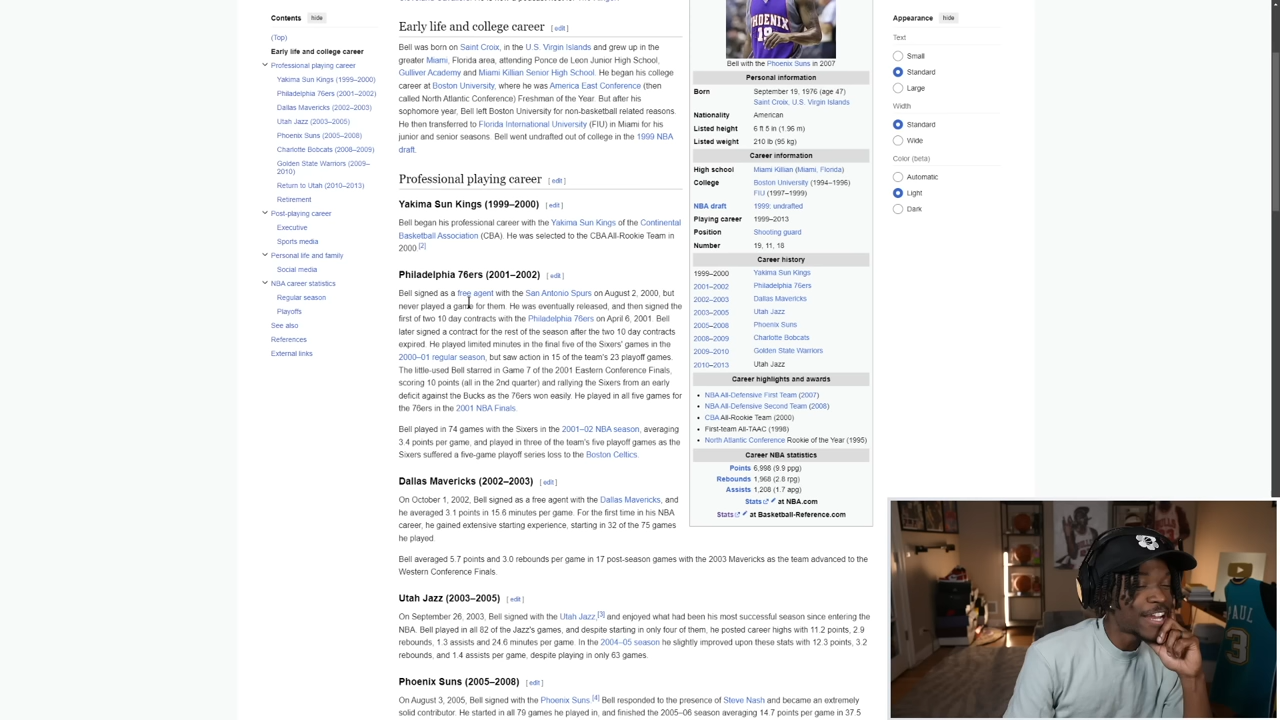 Contents hide
(Top)
Early life and college career
Professional playing career
Yakima Sun Kings (1999–2000)
Philadelphia 76ers (2001–2002)
Dallas Mavericks (2002–2003)
Utah Jazz (2003–2005)
Phoenix Suns (2005–2008)
Charlotte Bobcats (2008–2009)
Golden State Warriors (2009–
2010)
Return to Utah (2010–2013)
Retirement
Post-playing career
Executive
Sports media
Personal life and family
Social media
NBA career statistics
Regular season
Playoffs
See also
References
External links
Early life and college career [ edit ]
Bell was born on Saint Croix, in the U.S. Virgin Islands and grew up in the
greater Miami, Florida area, attending Ponce de Leon Junior High School,
Gulliver Academy and Miami Killian Senior High School. He began his college
career at Boston University, where he was America East Conference (then
called North Atlantic Conference) Freshman of the Year. But after his
sophomore year, Bell left Boston University for non-basketball related reasons.
He then transferred to Florida International University (FIU) in Miami for his
junior and senior seasons. Bell went undrafted out of college in the 1999 NBA
draft.
Professional playing career [ edit ]
Yakima Sun Kings (1999–2000) [ edit ]
Bell began his professional career with the Yakima Sun Kings of the Continental
Basketball Association (CBA). He was selected to the CBA All-Rookie Team in
2000.[2]
Philadelphia 76ers (2001–2002) [ edit ]
Bell signed as a free agent with the San Antonio Spurs on August 2, 2000, but
never played a game for them. He was eventually released, and then signed the
first of two 10 day contracts with the Philadelphia 76ers on April 6, 2001. Bell
later signed a contract for the rest of the season after the two 10 day contracts
expired. He played limited minutes in the final five of the Sixers' games in the
2000–01 regular season, but saw action in 15 of the team's 23 playoff games.
The little-used Bell starred in Game 7 of the 2001 Eastern Conference Finals,
scoring 10 points (all in the 2nd quarter) and rallying the Sixers from an early
deficit against the Bucks as the 76ers won easily. He played in all five games for
the 76ers in the 2001 NBA Finals.
Bell played in 74 games with the Sixers in the 2001–02 NBA season, averaging
3.4 points per game, and played in three of the team's five playoff games as the
Sixers suffered a five-game playoff series loss to the Boston Celtics.
Dallas Mavericks (2002–2003) [ edit ]
On October 1, 2002, Bell signed as a free agent with the Dallas Mavericks, and
he averaged 3.1 points in 15.6 minutes per game. For the first time in his NBA
career, he gained extensive starting experience, starting in 32 of the 75 games
he played.
Bell averaged 5.7 points and 3.0 rebounds per game in 17 post-season games with the 2003 Mavericks as the team advanced to the
Western Conference Finals.
Utah Jazz (2003–2005) [ edit ]
On September 26, 2003, Bell signed with the Utah Jazz,[3] and enjoyed what had been his most successful season since entering the
NBA. Bell played in all 82 of the Jazz's games, and despite starting in only four of them, he posted career highs with 11.2 points, 2.9
rebounds, 1.3 assists and 24.6 minutes per game. In the 2004–05 season he slightly improved upon these stats with 12.3 points, 3.2
rebounds, and 1.4 assists per game, despite playing in only 63 games.
Phoenix Suns (2005–2008) [ edit ]
On August 3, 2005, Bell signed with the Phoenix Suns.[4] Bell responded to the presence of Steve Nash and became an extremely
solid contributor. He started in all 79 games he played in, and finished the 2005–06 season averaging 14.7 points per game in 37.5
PHOENIX
19
Bell with the Phoenix Suns in 2007
Personal information
Born September 19, 1976 (age 47)
Saint Croix, U.S. Virgin Islands
Nationality American
Listed height 6 ft 5 in (1.96 m)
Listed weight 210 lb (95 kg)
Career information
High school Miami Killian (Miami, Florida)
College Boston University (1994–1996)
FIU (1997–1999)
NBA draft 1999: undrafted
Playing career 1999–2013
Position Shooting guard
Number 19, 11, 18
Career history
1999–2000 Yakima Sun Kings
2001–2002 Philadelphia 76ers
2002–2003 Dallas Mavericks
2003–2005 Utah Jazz
2005–2008 Phoenix Suns
2008–2009 Charlotte Bobcats
2009–2010 Golden State Warriors
2010–2013 Utah Jazz
Career highlights and awards
• NBA All-Defensive First Team (2007)
• NBA All-Defensive Second Team (2008)
• CBA All-Rookie Team (2000)
• First-team All-TAAC (1998)
• North Atlantic Conference Rookie of the Year (1995)
Career NBA statistics
Points 6,998 (9.9 ppg)
Rebounds 1,968 (2.8 rpg)
Assists 1,208 (1.7 apg)
Stats at NBA.com
Stats at Basketball-Reference.com
Appearance hide
Text
Small
Standard
Large
Width
Standard
Wide
Color (beta)
Automatic
Light
Dark
PAUL
3